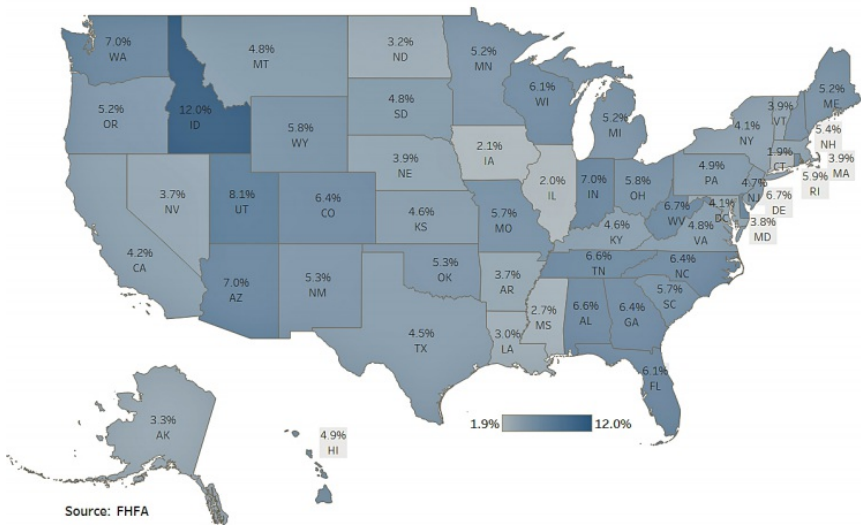 7.0%
WA
4.8%
MT
3.2%
ND
5.2%
MN
6.1%
WI
5.2%
MI
3.9%
VT
5.2%
ME
5.2%
OR
12.0%
ID
5.8%
WY
4.8%
SD
4.1%
NY
5.4%
NH
3.9%
MA
1.9%
CT
5.9%
RI
3.7%
NV
8.1%
UT
6.4%
CO
3.9%
NE
2.1%
IA
2.0%
IL
7.0%
IN
5.8%
OH
4.9%
PA
4.7%
NJ
6.7%
DE
3.8%
MD
4.1%
DC
6.7%
WV
4.8%
VA
4.2%
CA
4.6%
KS
5.7%
MO
4.6%
KY
7.0%
AZ
5.3%
NM
5.3%
OK
3.7%
AR
6.6%
TN
6.4%
NC
5.7%
SC
4.5%
TX
3.0%
LA
2.7%
MS
6.6%
AL
6.4%
GA
6.1%
FL
3.3%
AK
4.9%
HI
1.9%
12.0%
Source: FHFA